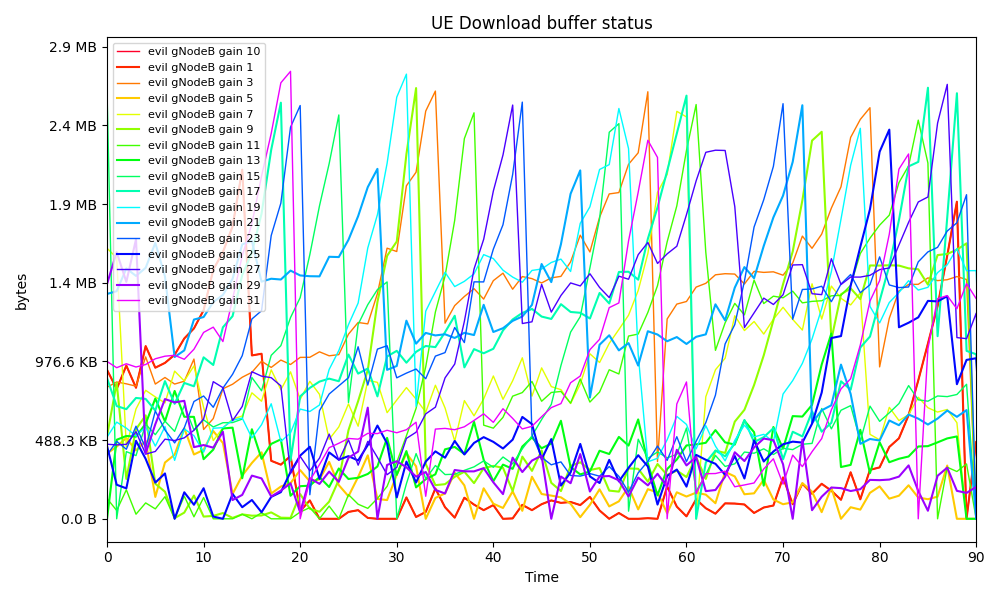 UE Download buffer status
bytes
2.9 MB
2.4 MB
1.9 MB
1.4 MB
976.6 KB
488.3 KB
0.0 B
evil gNodeB gain 10
evil gNodeB gain 1
evil gNodeB gain 3
evil gNodeB gain 5
evil gNodeB gain 7
evil gNodeB gain 9
evil gNodeB gain 11
evil gNodeB gain 13
evil gNodeB gain 15
evil gNodeB gain 17
evil gNodeB gain 19
evil gNodeB gain 21
evil gNodeB gain 23
evil gNodeB gain 25
evil gNodeB gain 27
evil gNodeB gain 29
evil gNodeB gain 31
0 10 20 30 40 50 60 70 80 90
Time